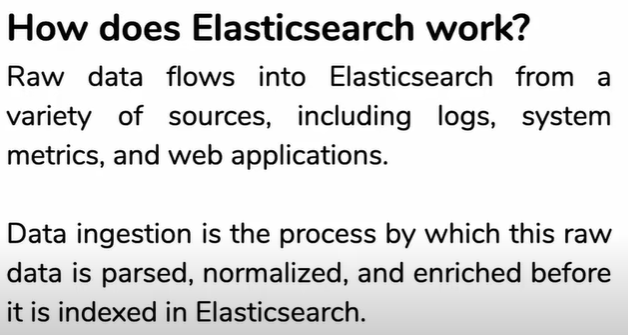 How does Elasticsearch work?
Raw data flows into Elasticsearch from a
variety of sources, including logs, system
metrics, and web applications.
Data ingestion is the process by which this raw
data is parsed, normalized, and enriched before
it is indexed in Elasticsearch.